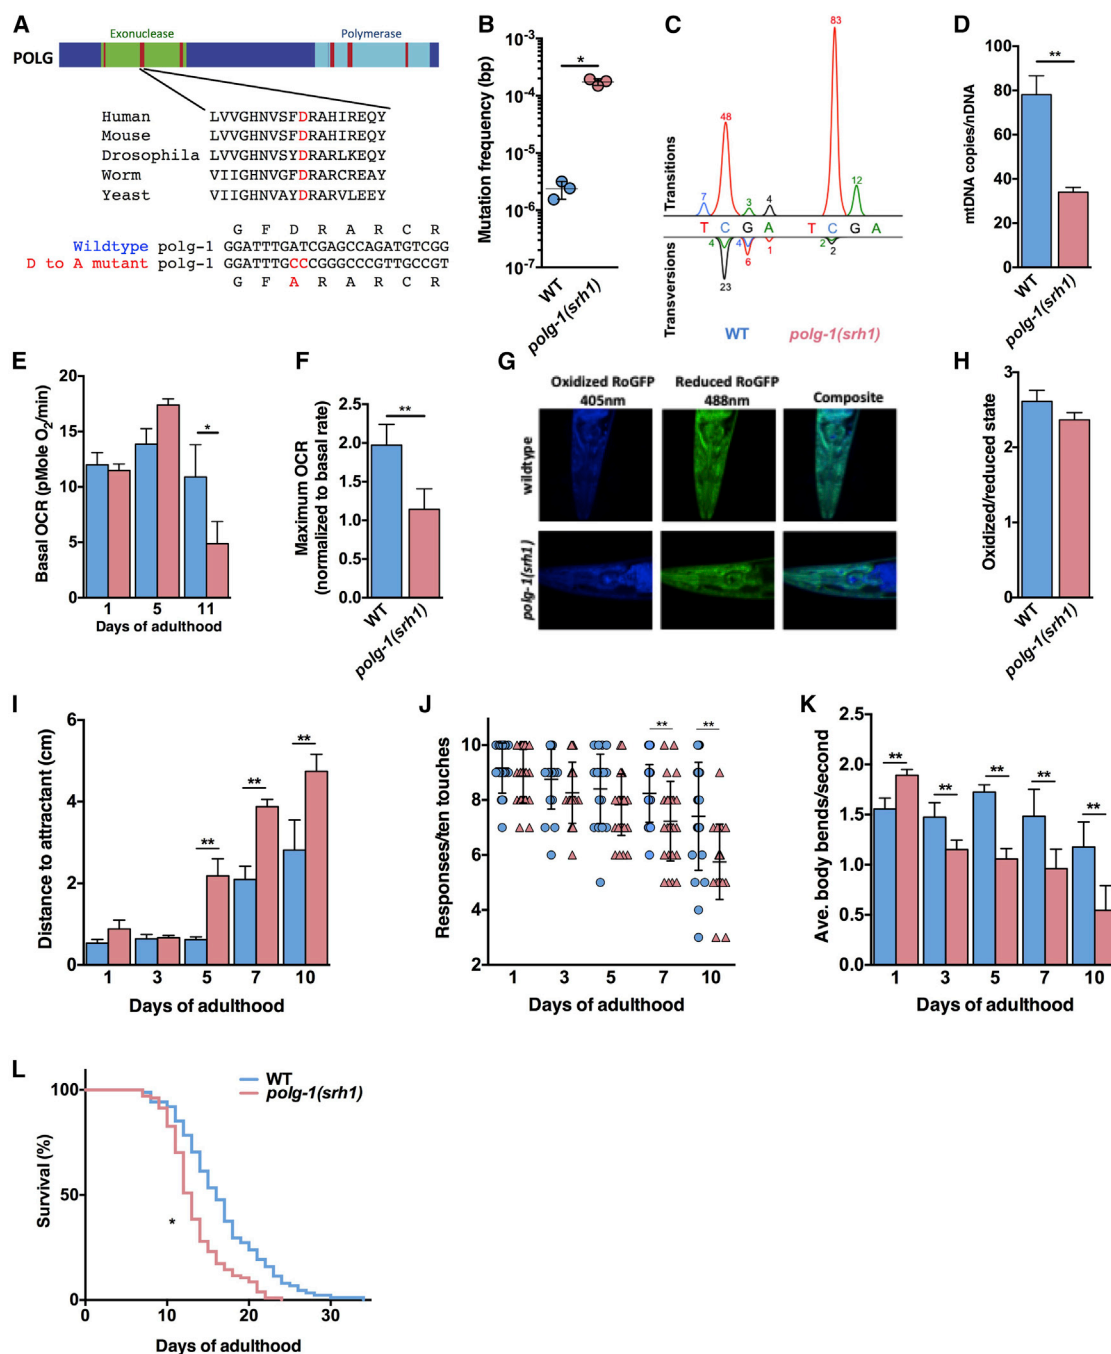 A
Exonuclease
Polymerase
POLG
Human LVVGHNVSFDRAHIREQY
Mouse LVVGHNVSFDRAHIREQY
Drosophila LVVGHNVSYDRARLKEQY
Worm VIIGHNVGFDRARCREAY
Yeast VIIGHNVAYDRARVLEEY
G F D R A R C R
Wildtype polg-1 GGATTTGATCGAGCCAGATGTCGG
D to A mutant polg-1 GGATTTGCCCGGGCCCGTTGCCGT
G F A R A R C R
B
Mutation frequency (bp)
10-3
10-4
10-5
10-6
10-7
*
WT
polg-1(srh1)
C
Transitions
Transversions
83
48
7
3
4
12
T C G A T C G A
4
4
6
1
23
2
2
WT
polg-1(srh1)
D
mtDNA copies/nDNA
100
80
60
40
20
0
**
WT
polg-1(srh1)
E
Basal OCR (pMole O2/min)
20
15
10
5
0
*
1 5 11
Days of adulthood
F
Maximum OCR
(normalized to basal rate)
2.5
2.0
1.5
1.0
0.5
0.0
**
WT
polg-1(srh1)
G
Oxidized RoGFP
405nm
Reduced RoGFP
488nm
Composite
wildtype
polg-1(srh1)
H
Oxidized/reduced state
3
2
1
0
WT
polg-1(srh1)
I
Distance to attractant (cm)
6
4
2
0
**
**
**
1 3 5 7 10
Days of adulthood
J
Responses/ten touches
10
8
6
4
2
**
**
1 3 5 7 10
Days of adulthood
K
Ave. body bends/second
2.5
2.0
1.5
1.0
0.5
0.0
**
**
**
**
**
1 3 5 7 10
Days of adulthood
L
Survival (%)
100
50
0
*
WT
polg-1(srh1)
0 10 20 30
Days of adulthood